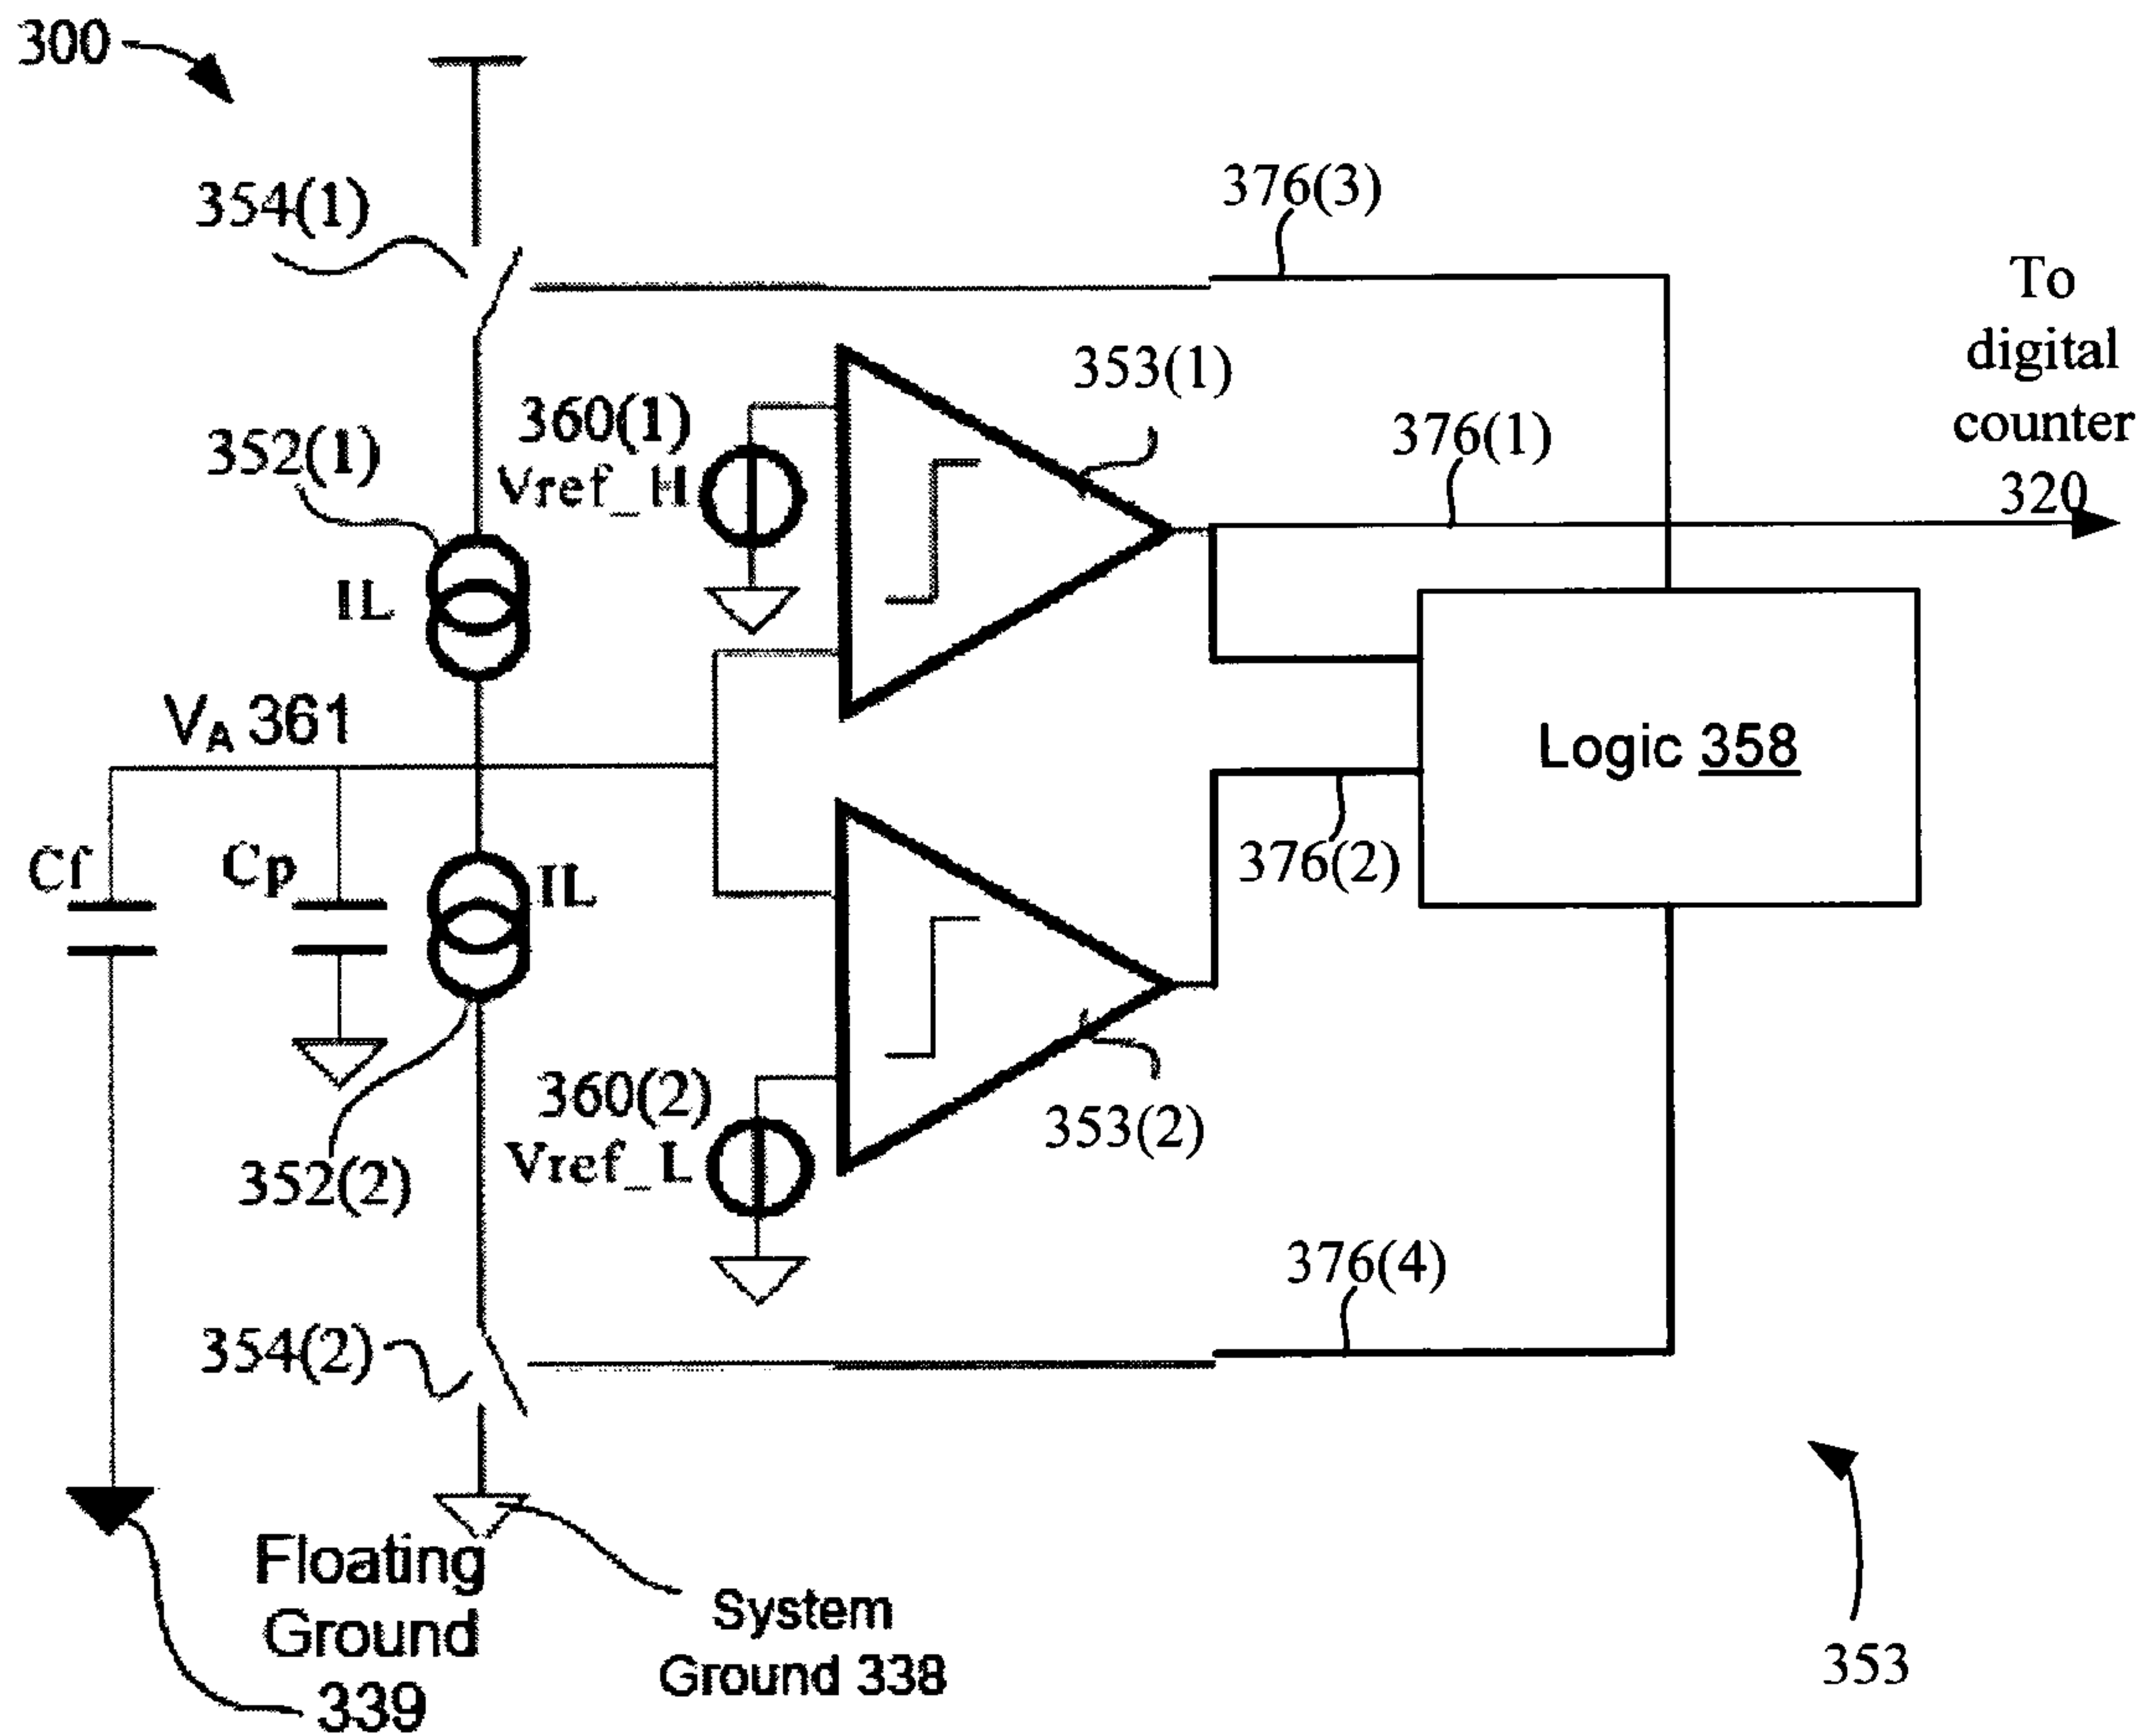 300
354(1)
376(3)
To
digital
counter
320
353(1)
360(1)
Vref_H
376(1)
352(1)
IL
VA 361
Logic 358
Cf
Cp
IL
376(2)
360(2)
Vref_L
353(2)
352(2)
376(4)
354(2)
Floating
Ground
339
System
Ground 338
353